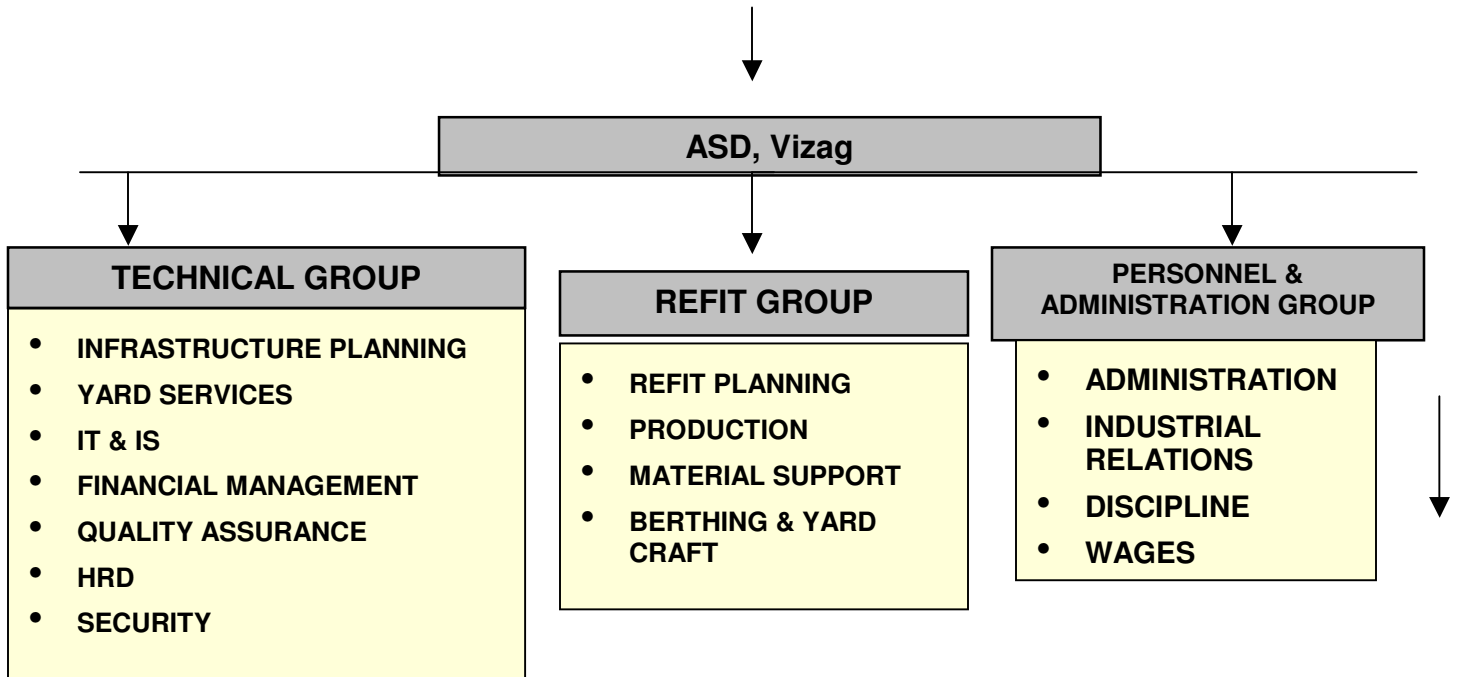 ASD, Vizag
TECHNICAL GROUP
• INFRASTRUCTURE PLANNING
• YARD SERVICES
• IT & IS
• FINANCIAL MANAGEMENT
• QUALITY ASSURANCE
• HRD
• SECURITY
REFIT GROUP
• REFIT PLANNING
• PRODUCTION
• MATERIAL SUPPORT
• BERTHING & YARD
CRAFT
PERSONNEL &
ADMINISTRATION GROUP
• ADMINISTRATION
• INDUSTRIAL
RELATIONS
• DISCIPLINE
• WAGES